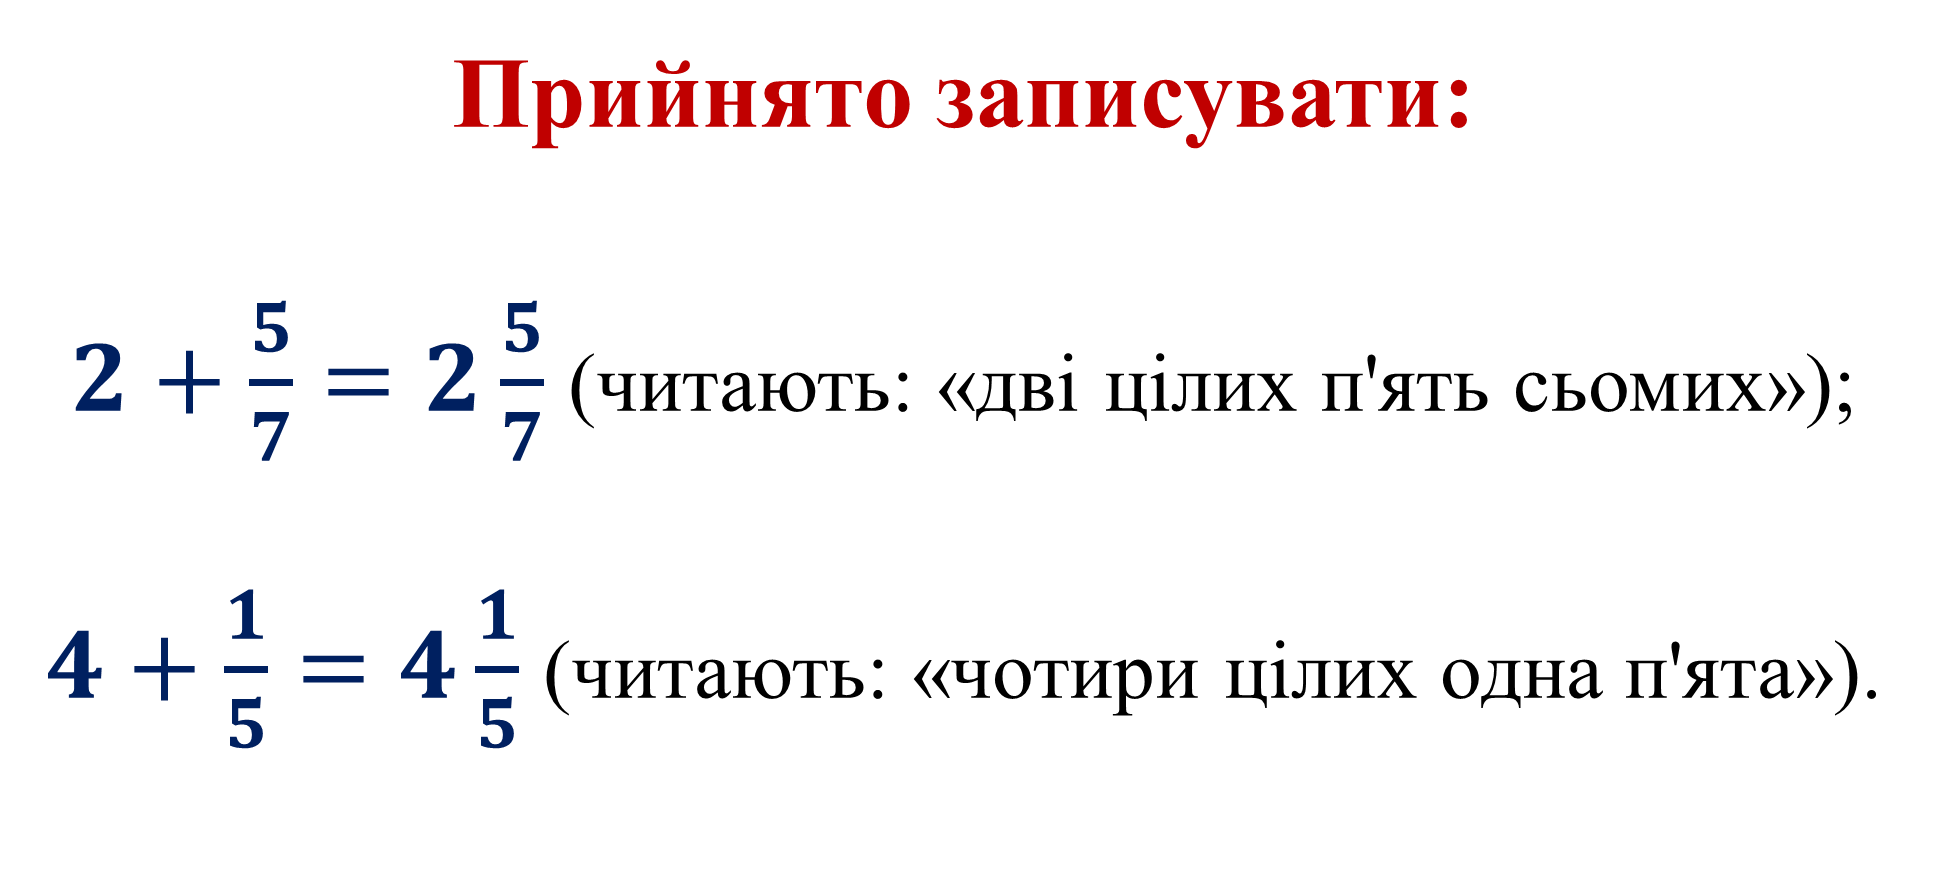 Прийнято записувати:
2 + 5/7 = 2 5/7 (читають: «дві цілих п'ять сьомих»);
4 + 1/5 = 4 1/5 (читають: «чотири цілих одна п'ята»).